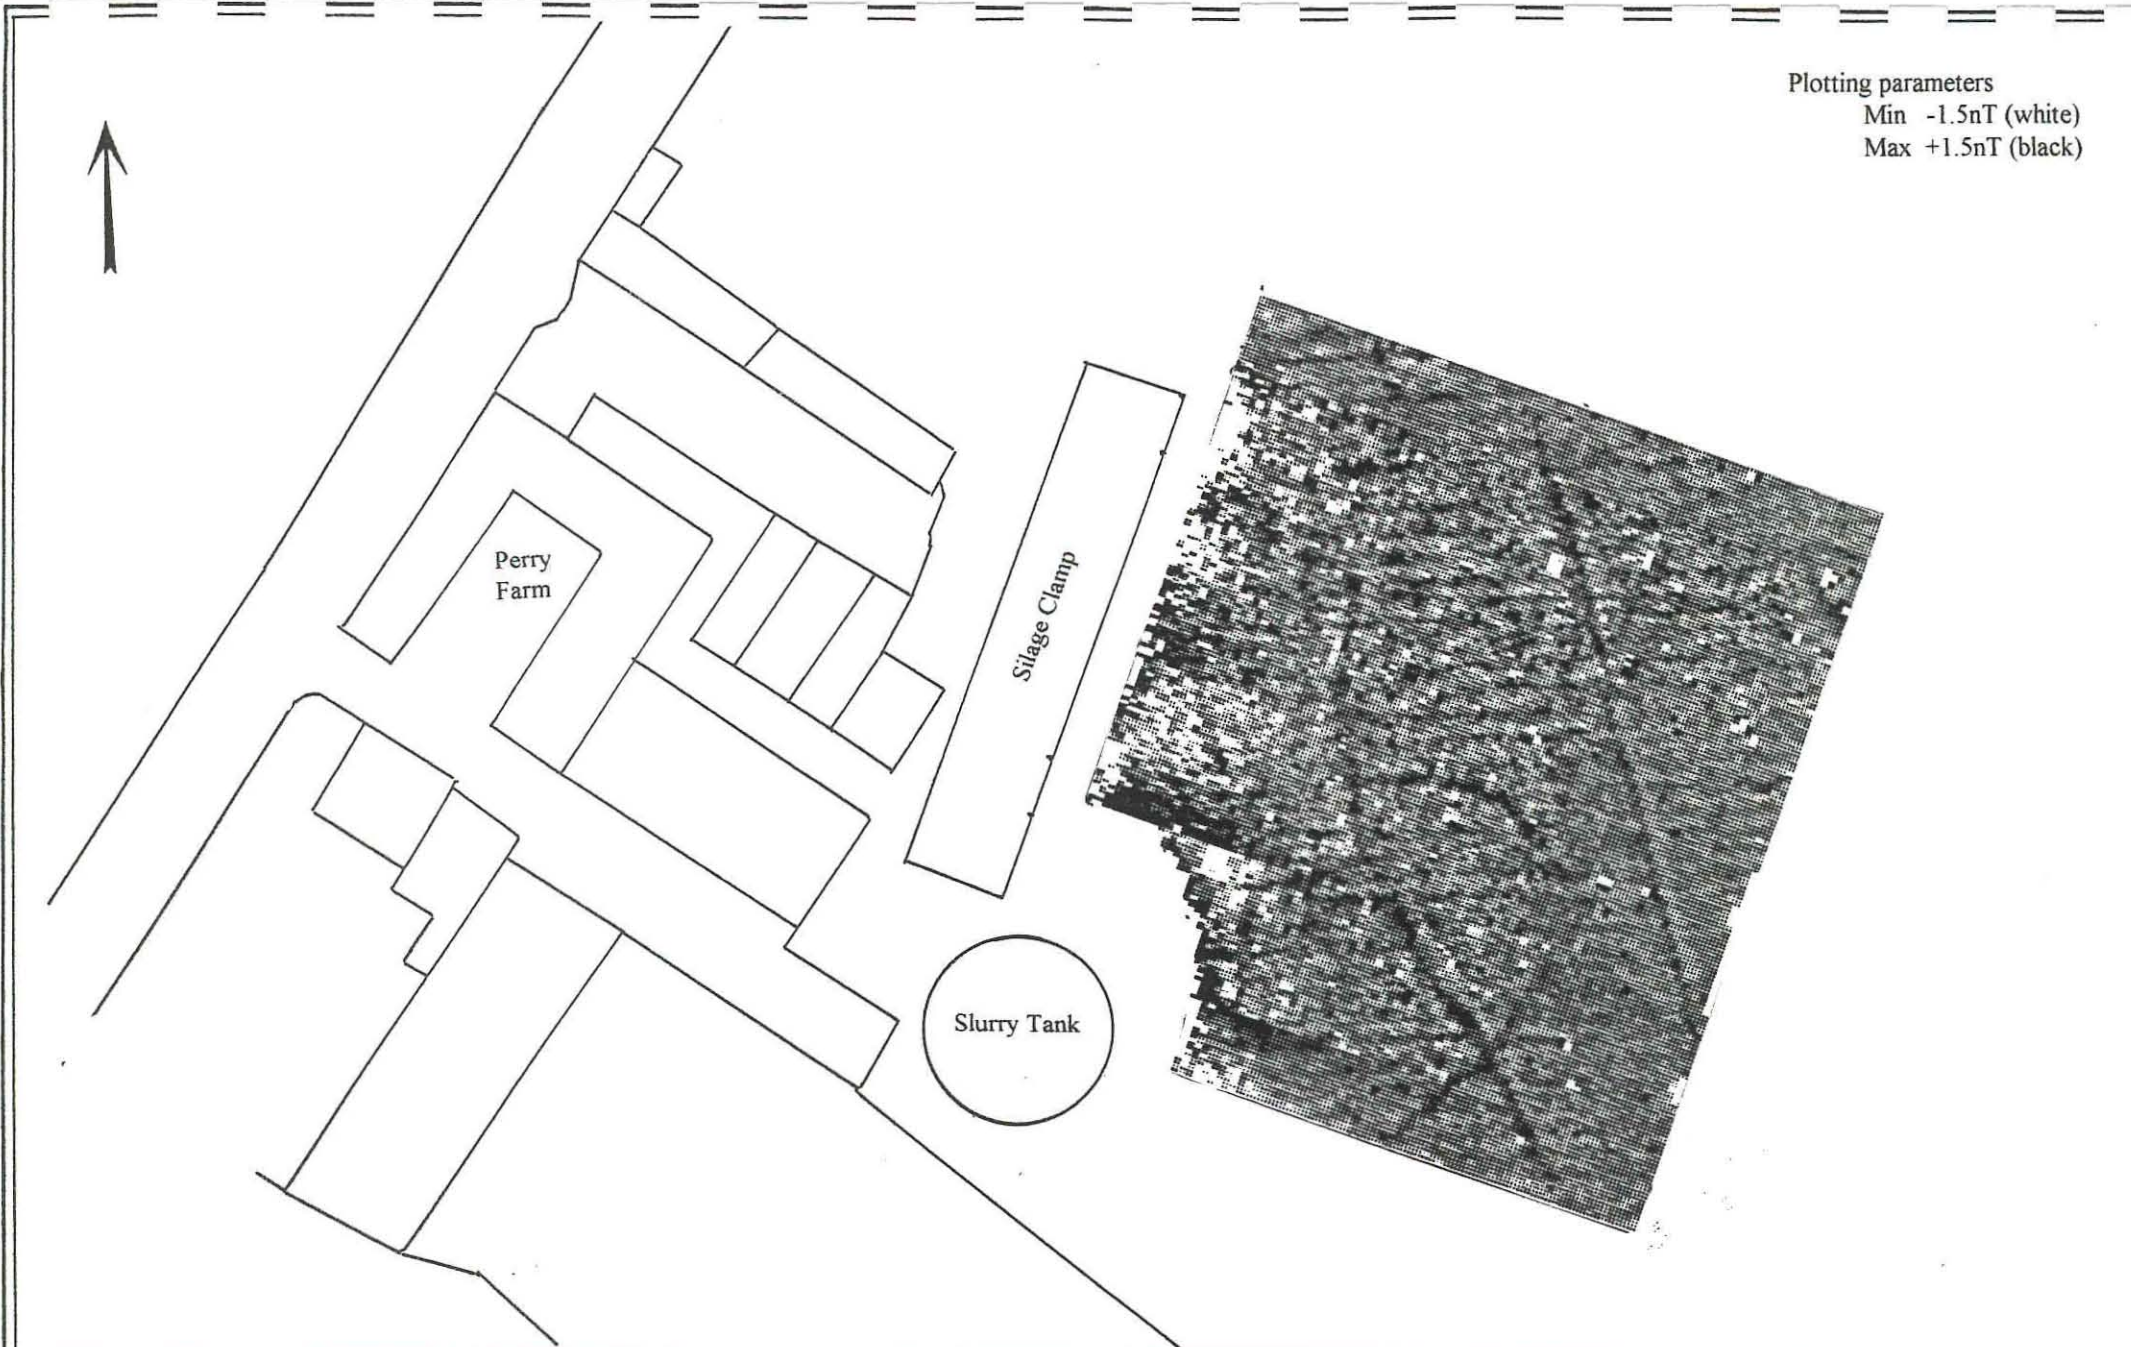 Plotting parameters
Min -1.5nT (white)
Max +1.5nT (black)
Perry
Farm
Silage Clamp
Slurry Tank